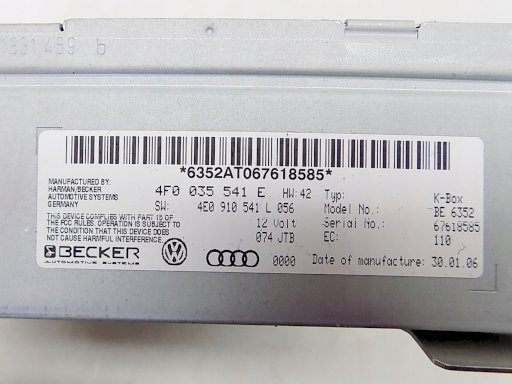 *6352AT067618585*
MANUFACTURED BY:
HARMAN/BECKER
AUTOMOTIVE SYSTEMS
GERMANY
THIS DEVICE COMPLIES WITH PART 15 OF
THE FCC RULES. OPERATION IS SUBJECT TO
THE CONDITION THAT THIS DEVICE DOES
NOT CAUSE HARMFUL INTERFERENCE.
BECKER
AUTOMOTIVE SYSTEMS
4F0 035 541 E HW:42
SW: 4E0 910 541 L 056
12 Volt
074 JTB
0000
Typ: K-Box
Model No.: BE 6352
Serial No.: 67618585
EC: 110
Date of manufacture: 30.01.06